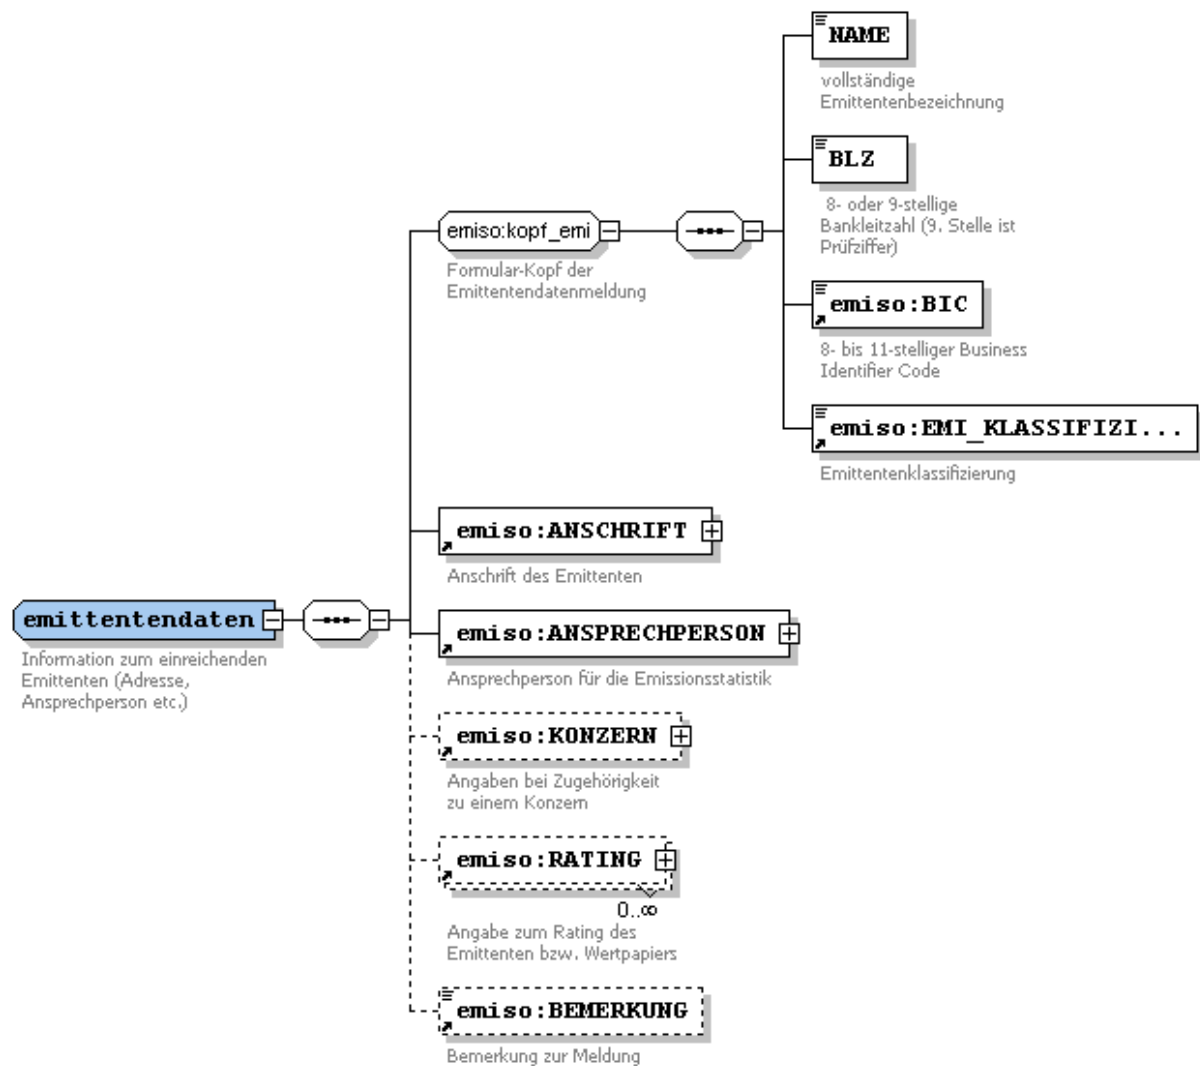 NAME
vollständige
Emittentenbezeichnung
BLZ
8- oder 9-stellige
Bankleitzahl (9. Stelle ist
Prüfziffer)
emiso:kopf_emi
Formular-Kopf der
Emittentendatenmeldung
emiso:BIC
8- bis 11-stelliger Business
Identifier Code
emiso:EMI_KLASSIFIZI...
Emittentenklassifizierung
emiso:ANSCHRIFT
Anschrift des Emittenten
emittentendaten
Information zum einreichenden
Emittenten (Adresse,
Ansprechperson etc.)
emiso:ANSPRECHPERSON
Ansprechperson für die Emissionsstatistik
emiso:KONZERN
Angaben bei Zugehörigkeit
zu einem Konzern
emiso:RATING
0..∞
Angabe zum Rating des
Emittenten bzw. Wertpapiers
emiso:BEMERKUNG
Bemerkung zur Meldung